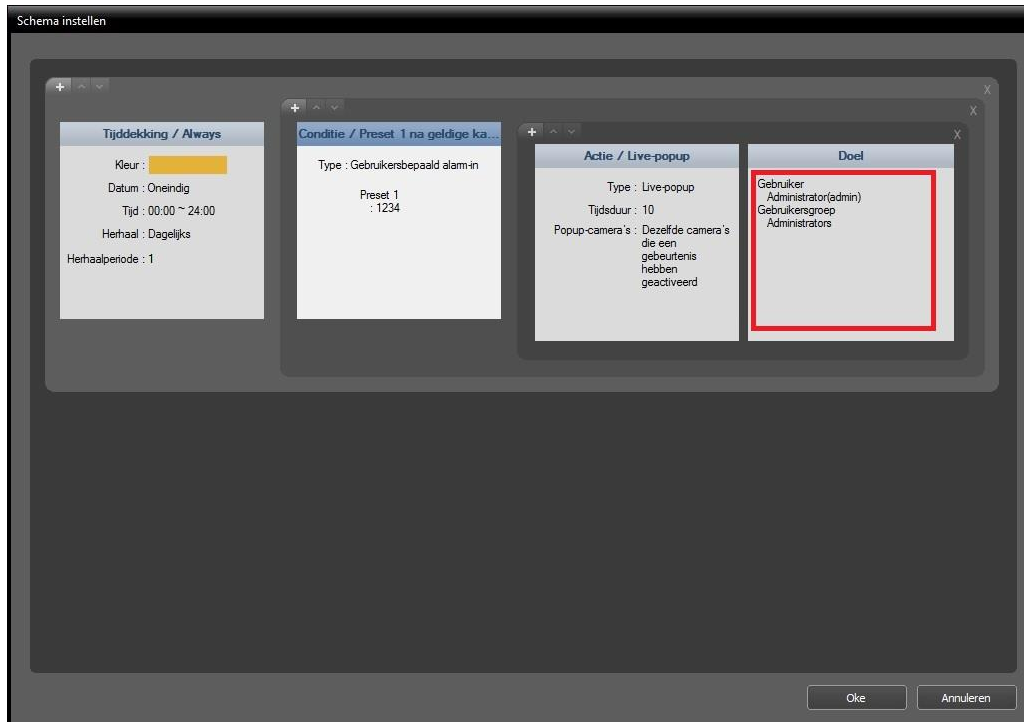 Schema instellen
X
X
X
Tijddekking / Always
Kleur :
Datum : Oneindig
Tijd : 00:00 ~ 24:00
Herhaal : Dagelijks
Herhaalperiode : 1
Conditie / Preset 1 na geldige ka...
Type : Gebruikersbepaald alarm-in
Preset 1
: 1234
Actie / Live-popup
Type : Live-popup
Tijdsduur : 10
Popup-camera's : Dezelfde camera's
die een
gebeurtenis
hebben
geactiveerd
Doel
Gebruiker
Administrator(admin)
Gebruikersgroep
Administrators
Oke
Annuleren